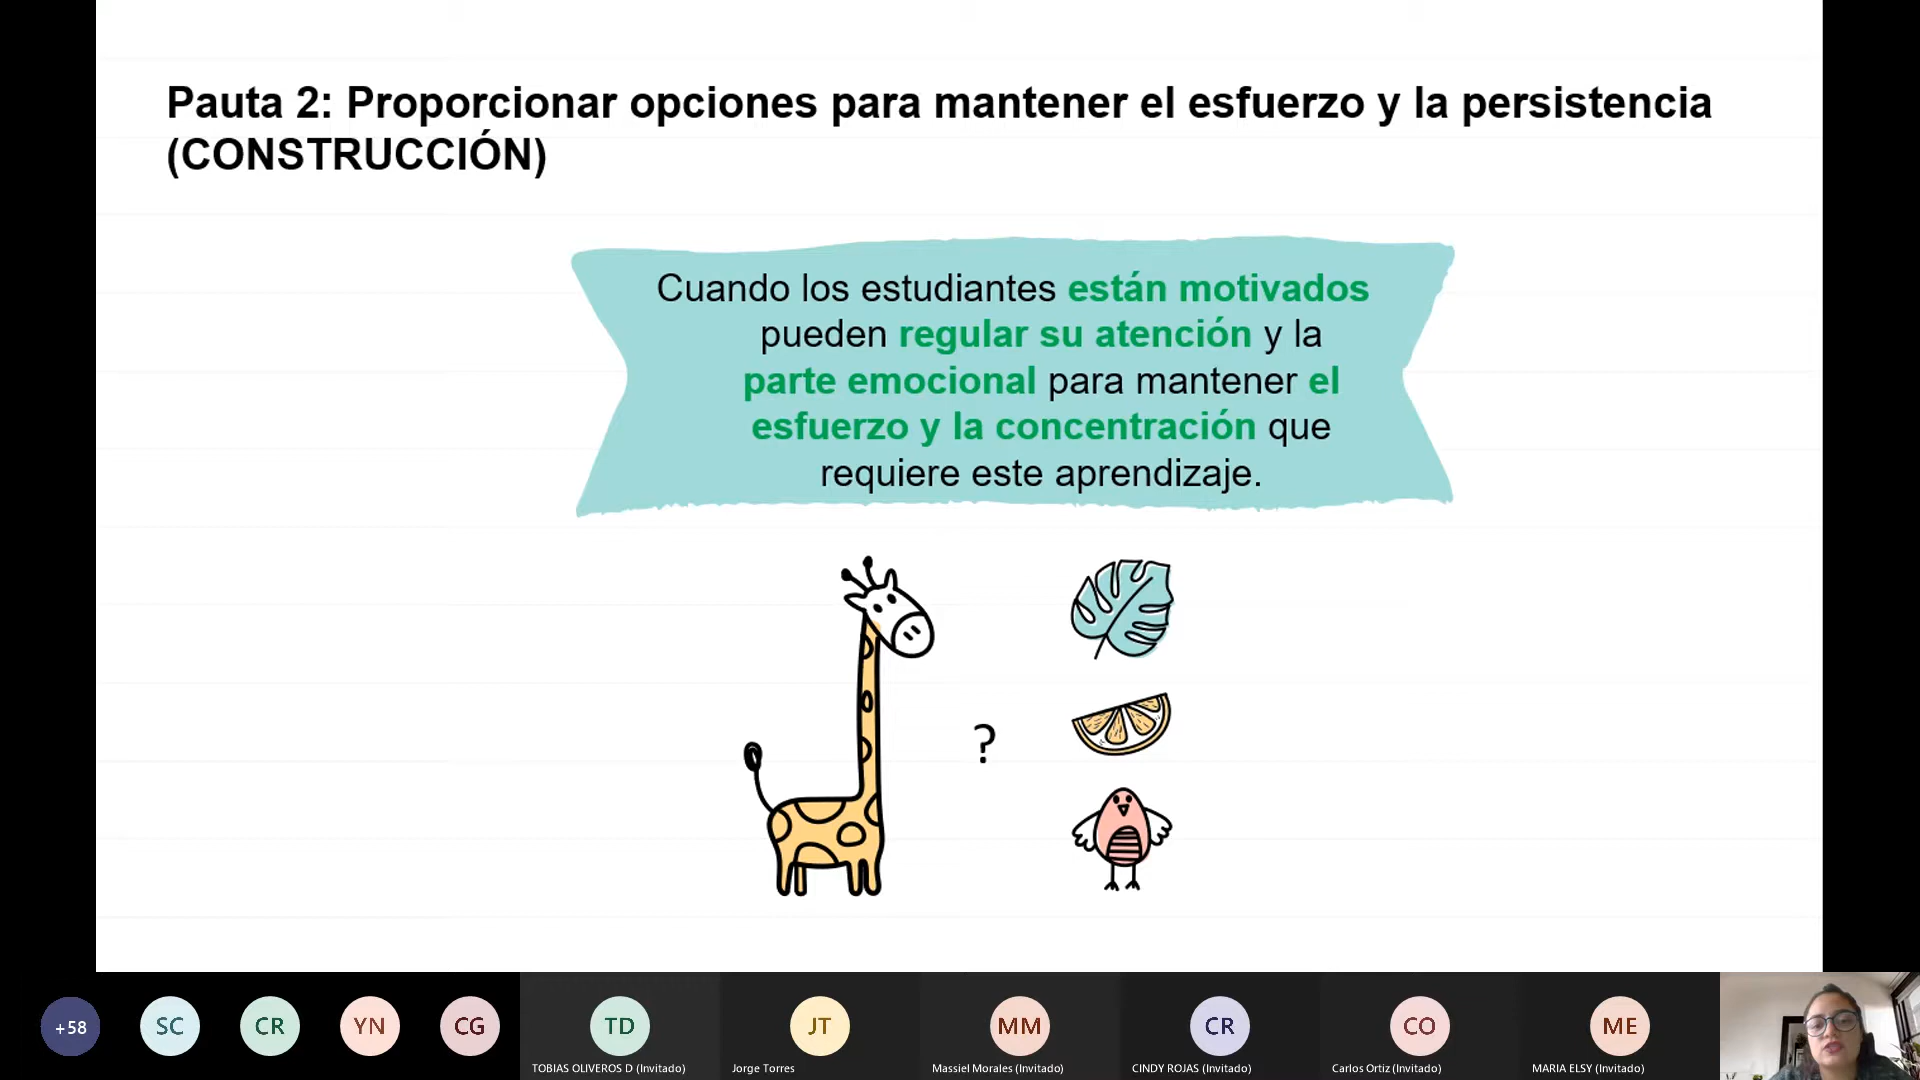 Pauta 2: Proporcionar opciones para mantener el esfuerzo y la persistencia
(CONSTRUCCIÓN)
Cuando los estudiantes están motivados
pueden regular su atención y la
parte emocional para mantener el
esfuerzo y la concentración que
requiere este aprendizaje.
?
+58
SC
CR
YN
CG
TD
JT
MM
CR
CO
ME
TOBIAS OLIVEROS D (Invitado)
Jorge Torres
Massiel Morales (Invitado)
CINDY ROJAS (Invitado)
Carlos Ortiz (Invitado)
MARIA ELSY (Invitado)